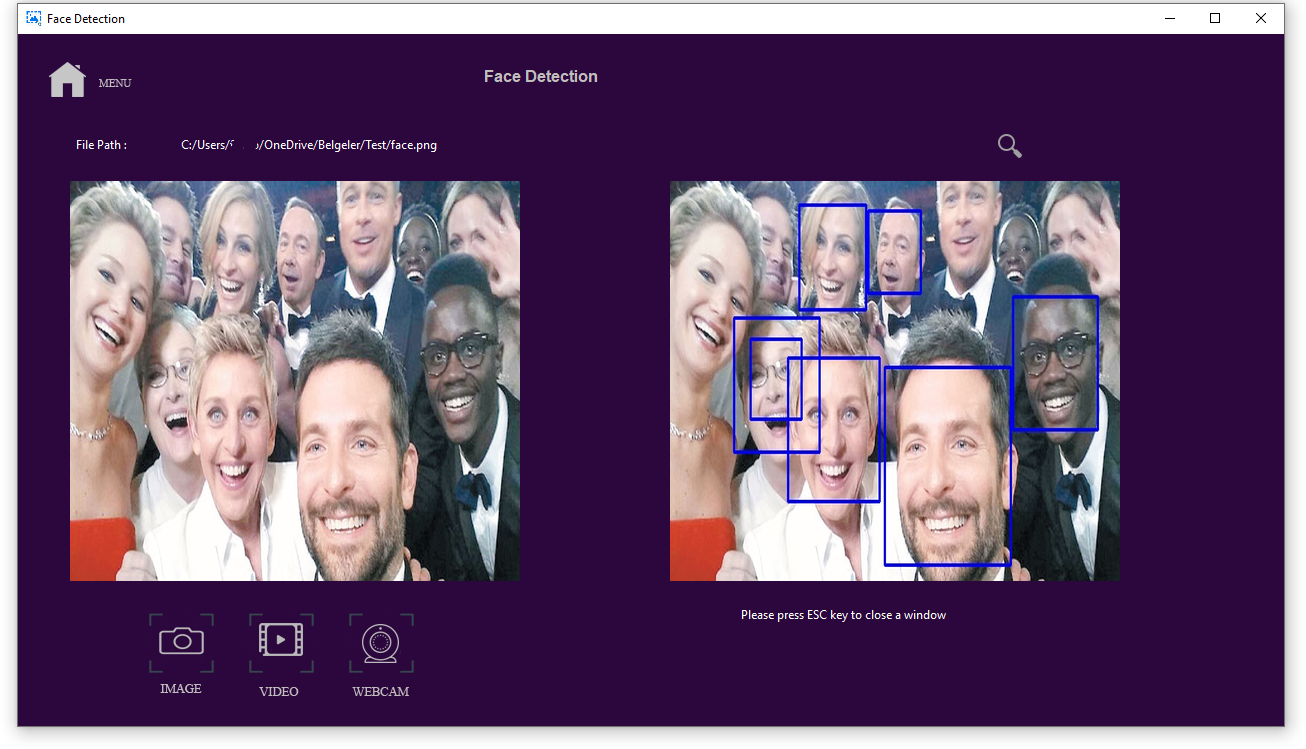 Face Detection
MENU
Face Detection
File Path :
C:/Users/ /OneDrive/Belgeler/Test/face.png
Please press ESC key to close a window
IMAGE
VIDEO
WEBCAM